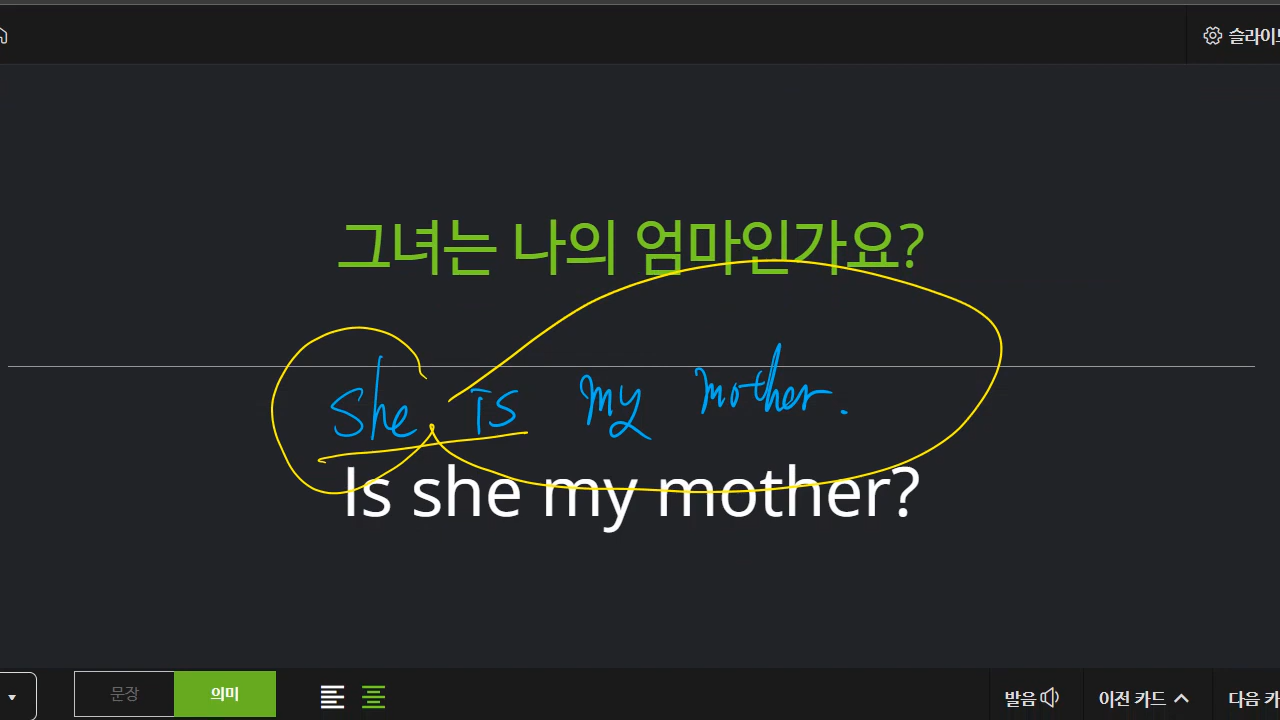 슬라이드
그녀는 나의 엄마인가요?
She is my mother.
Is she my mother?
문장 의미 발음 이전 카드 다음 카